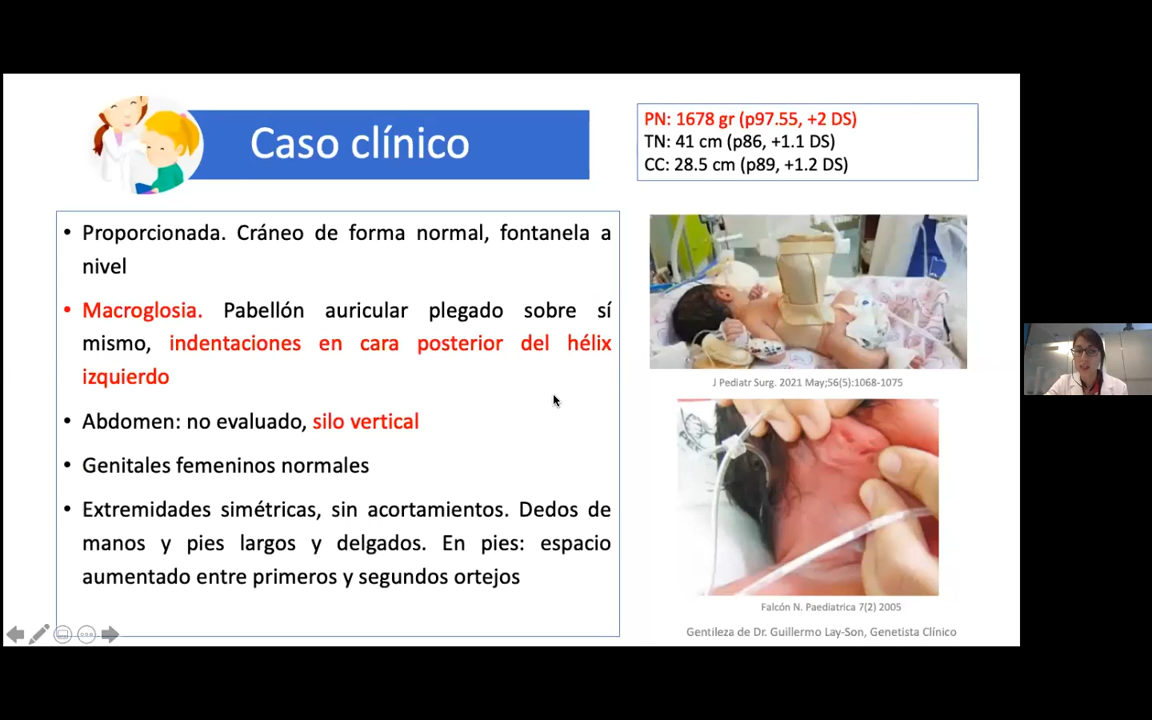 Caso clínico
PN: 1678 gr (p97.55, +2 DS)
TN: 41 cm (p86, +1.1 DS)
CC: 28.5 cm (p89, +1.2 DS)
• Proporcionada. Cráneo de forma normal, fontanela a
nivel
• Macroglosia. Pabellón auricular plegado sobre sí
mismo, indentaciones en cara posterior del hélix
izquierdo
• Abdomen: no evaluado, silo vertical
• Genitales femeninos normales
• Extremidades simétricas, sin acortamientos. Dedos de
manos y pies largos y delgados. En pies: espacio
aumentado entre primeros y segundos ortejos
J Pediatr Surg. 2021 May;56(5):1068-1075
Falcón N. Paediatrica 7(2) 2005
Gentileza de Dr. Guillermo Lay-Son, Genetista Clínico